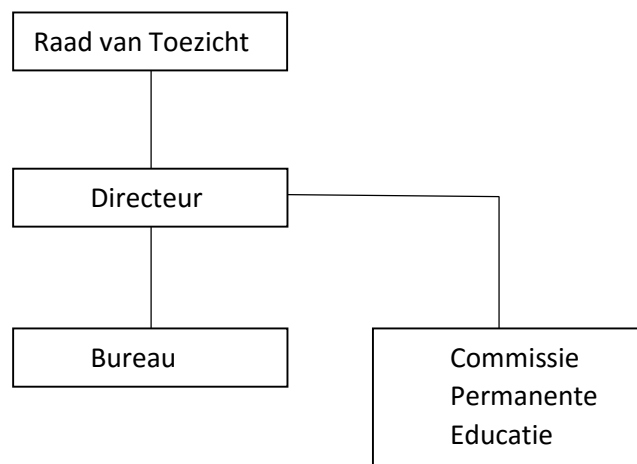 Raad van Toezicht
Directeur
Bureau
Commissie
Permanente
Educatie